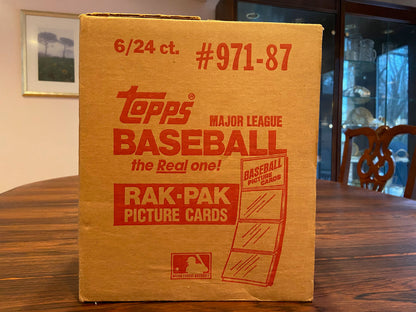 6/24 ct. #971-87
Topps®
MAJOR LEAGUE
BASEBALL
the Real one!
RAK-PAK
PICTURE CARDS
BASEBALL
PICTURE CARDS